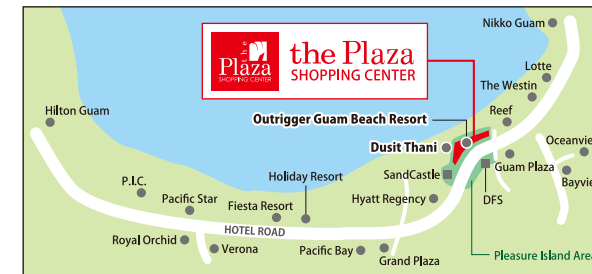 Nikko Guam
the
Plaza
SHOPPING CENTER
the Plaza
SHOPPING CENTER
Lotte
The Westin
Reef
Hilton Guam
Outrigger Guam Beach Resort
Dusit Thani
Oceanvie
SandCastle
Guam Plaza
Bayvie
P.I.C.
Holiday Resort
Pacific Star
Fiesta Resort
Hyatt Regency
DFS
HOTEL ROAD
Royal Orchid
Verona
Pacific Bay
Grand Plaza
Pleasure Island Area